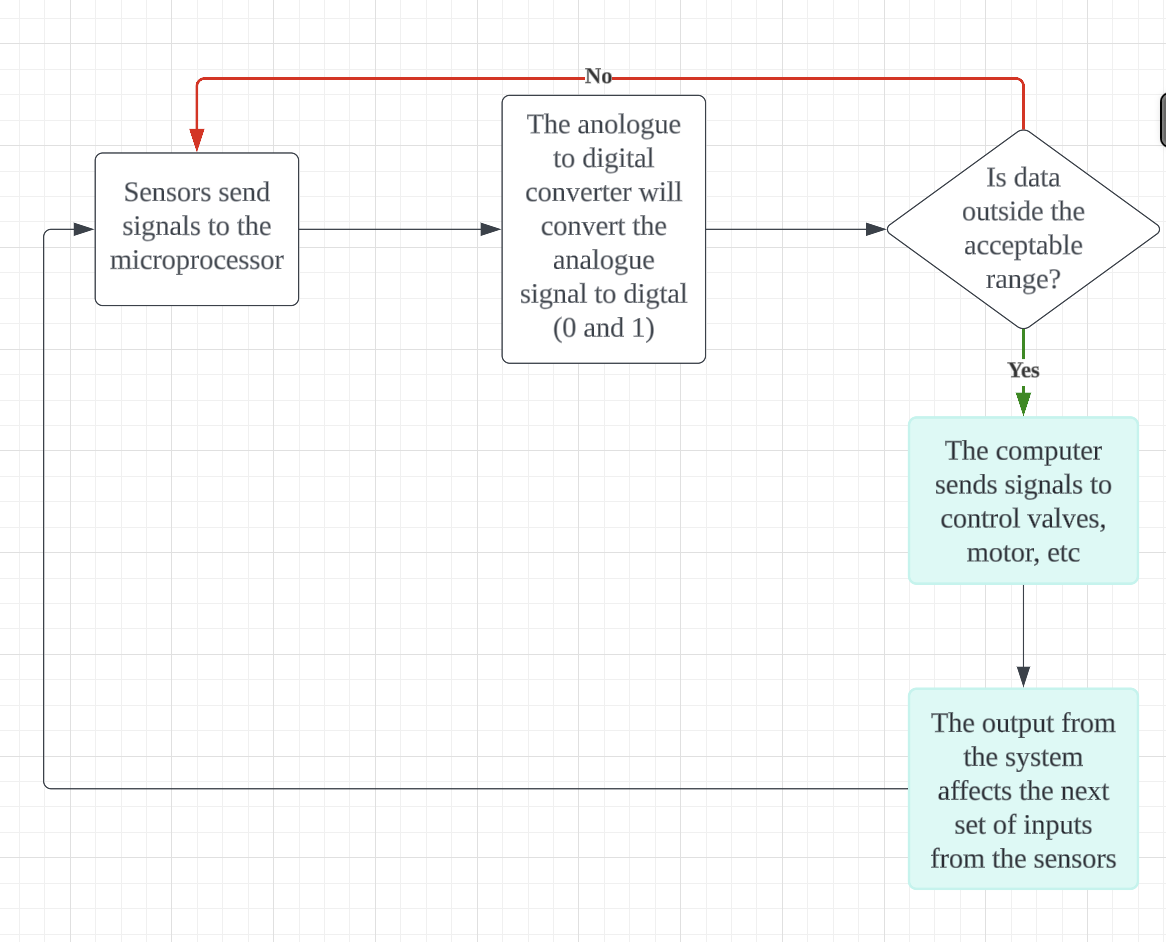 No
Sensors send
signals to the
microprocessor
The anologue
to digital
converter will
convert the
analogue
signal to digtal
(0 and 1)
Is data
outside the
acceptable
range?
Yes
The computer
sends signals to
control valves,
motor, etc
The output from
the system
affects the next
set of inputs
from the sensors